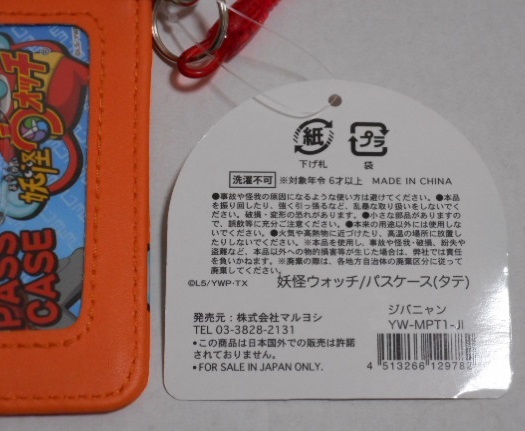 ウォッチ
妖怪
PASS
CASE
紙
プラ
下げ札
袋
洗濯不可 ※対象年令 6才以上 MADE IN CHINA
●事故や怪我の原因になるような使い方は避けてください。●本品
を振り回したり、強く引っ張るなど、乱暴な取り扱いをしないでくだ
さい。破損・変形の恐れがあります。●小さな部品がありますの
で、誤飲等に充分ご注意ください。●本来の用途以外には使用しな
いでください。●火気や高熱物に近づけたり、高温の場所に放置し
たりしないでください。※本品を使用し、事故や怪我・破損、紛失や
盗難など、本品以外への物的損害等が生じた場合は、弊社では責任
を負いかねます。※廃棄の際は、各地方自治体の廃棄区分に従って
廃棄してください。
©L5/YWP・TX 妖怪ウォッチ/パスケース(タテ)
発売元：株式会社マルヨシ
TEL 03-3828-2131
•この商品は日本国外での販売は許諾
されておりません。
•FOR SALE IN JAPAN ONLY.
ジバニャン
YW-MPT1-JI
4 513266 12978